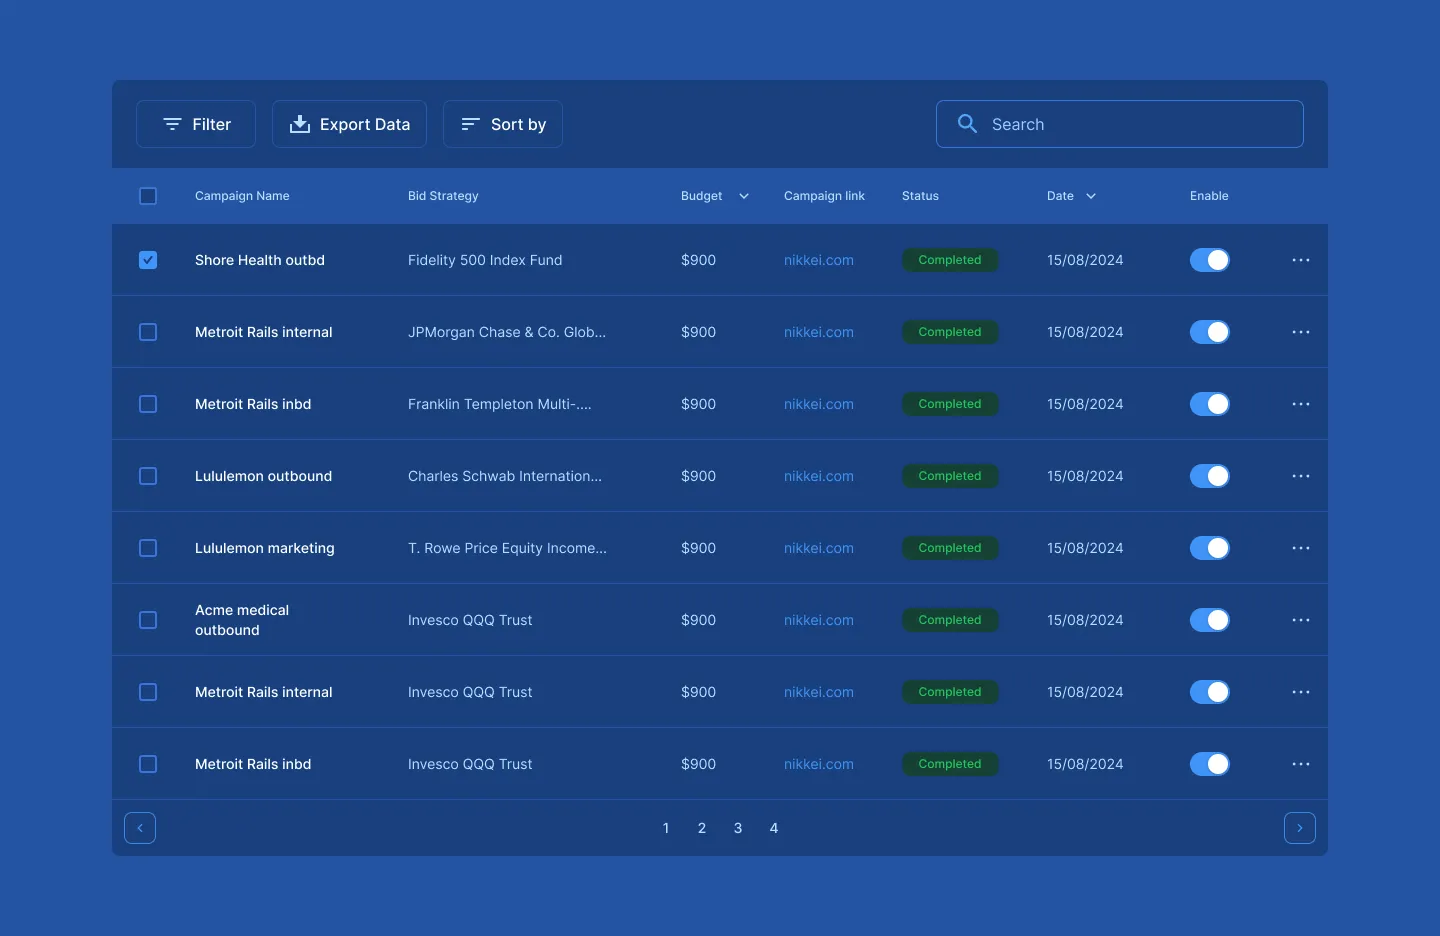 Filter Export Data Sort by Search
Campaign Name Bid Strategy Budget Campaign link Status Date Enable
Shore Health outbd Fidelity 500 Index Fund $900 nikkei.com Completed 15/08/2024
Metroit Rails internal JPMorgan Chase & Co. Glob... $900 nikkei.com Completed 15/08/2024
Metroit Rails inbd Franklin Templeton Multi-.... $900 nikkei.com Completed 15/08/2024
Lululemon outbound Charles Schwab Internation... $900 nikkei.com Completed 15/08/2024
Lululemon marketing T. Rowe Price Equity Income... $900 nikkei.com Completed 15/08/2024
Acme medical
outbound Invesco QQQ Trust $900 nikkei.com Completed 15/08/2024
Metroit Rails internal Invesco QQQ Trust $900 nikkei.com Completed 15/08/2024
Metroit Rails inbd Invesco QQQ Trust $900 nikkei.com Completed 15/08/2024
1 2 3 4